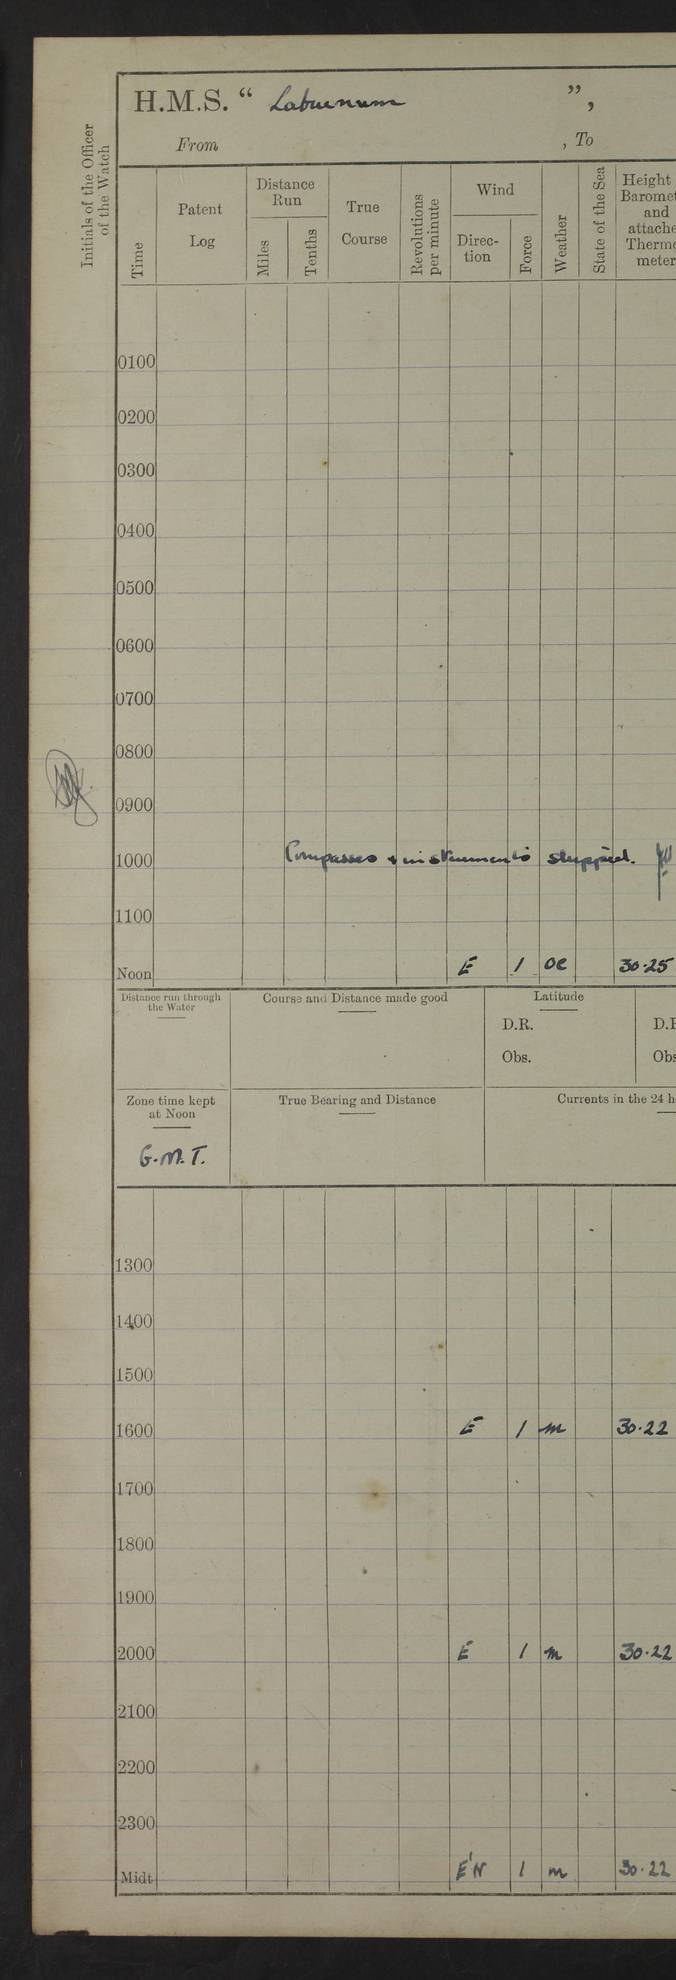 H.M.S. “ Laburnum ”,
From , To
Initials of the Officer
of the Watch
Time
Patent
Log
Distance
Run
Miles
Tenths
True
Course
Revolutions
per minute
Wind
Direc-
tion
Force
Weather
State of the Sea
Height
Baromet
and
attache
Thermo
meter
0100
0200
0300
0400
0500
0600
0700
0800
0900
Compasses & instruments shipped.
1000
1100
Noon E 1 oc 30.25
Distance run through
the Water
Course and Distance made good
Latitude
D.R.
Obs.
D.R
Obs
Zone time kept
at Noon
G.M.T.
True Bearing and Distance
Currents in the 24 h
1300
1400
1500
1600 E 1 m 30.22
1700
1800
1900
2000 E 1 m 30.22
2100
2200
2300
Midt E'N 1 m 30.22